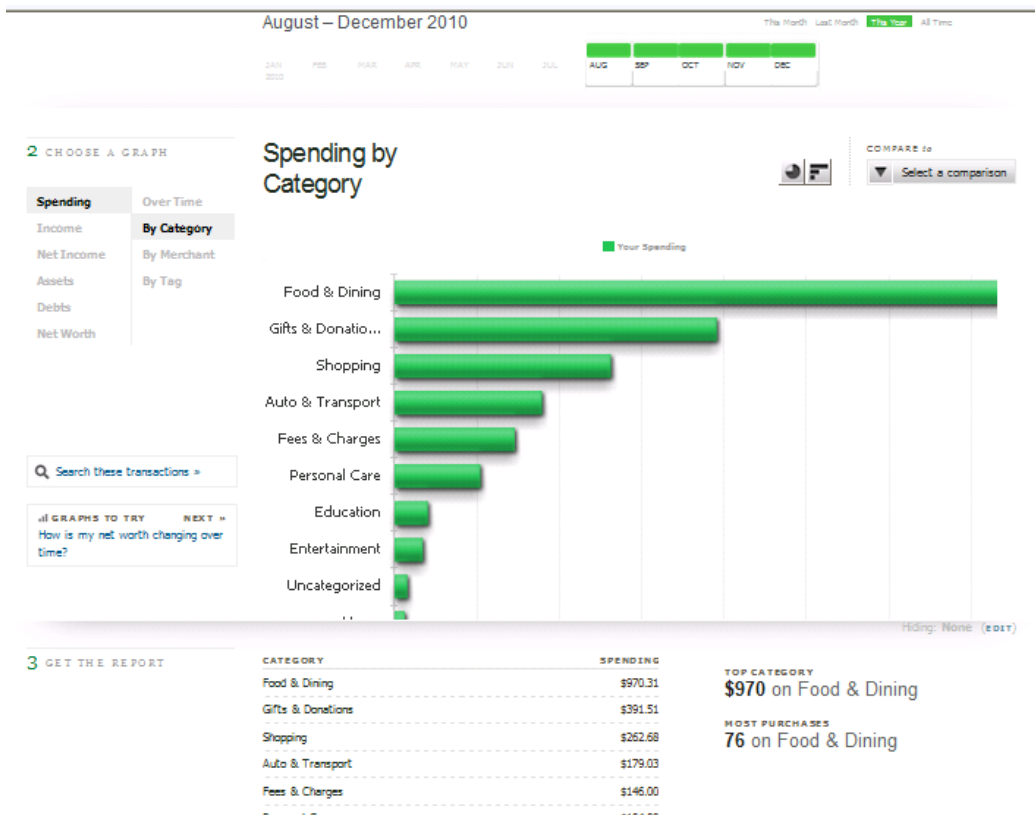 August – December 2010
This Month Last Month This Year All Time
JAN FEB MAR APR MAY JUN JUL AUG SEP OCT NOV DEC
2010
2 CHOOSE A GRAPH
Spending Over Time
Income By Category
Net Income By Merchant
Assets By Tag
Debts
Net Worth
Search these transactions »
GRAPHS TO TRY NEXT »
How is my net worth changing over
time?
Spending by
Category
COMPARE to
Select a comparison
Your Spending
Food & Dining
Gifts & Donatio...
Shopping
Auto & Transport
Fees & Charges
Personal Care
Education
Entertainment
Uncategorized
Hiding: None (EDIT)
3 GET THE REPORT
CATEGORY SPENDING
Food & Dining $970.31
Gifts & Donations $391.51
Shopping $262.68
Auto & Transport $179.03
Fees & Charges $146.00
TOP CATEGORY
$970 on Food & Dining
MOST PURCHASES
76 on Food & Dining